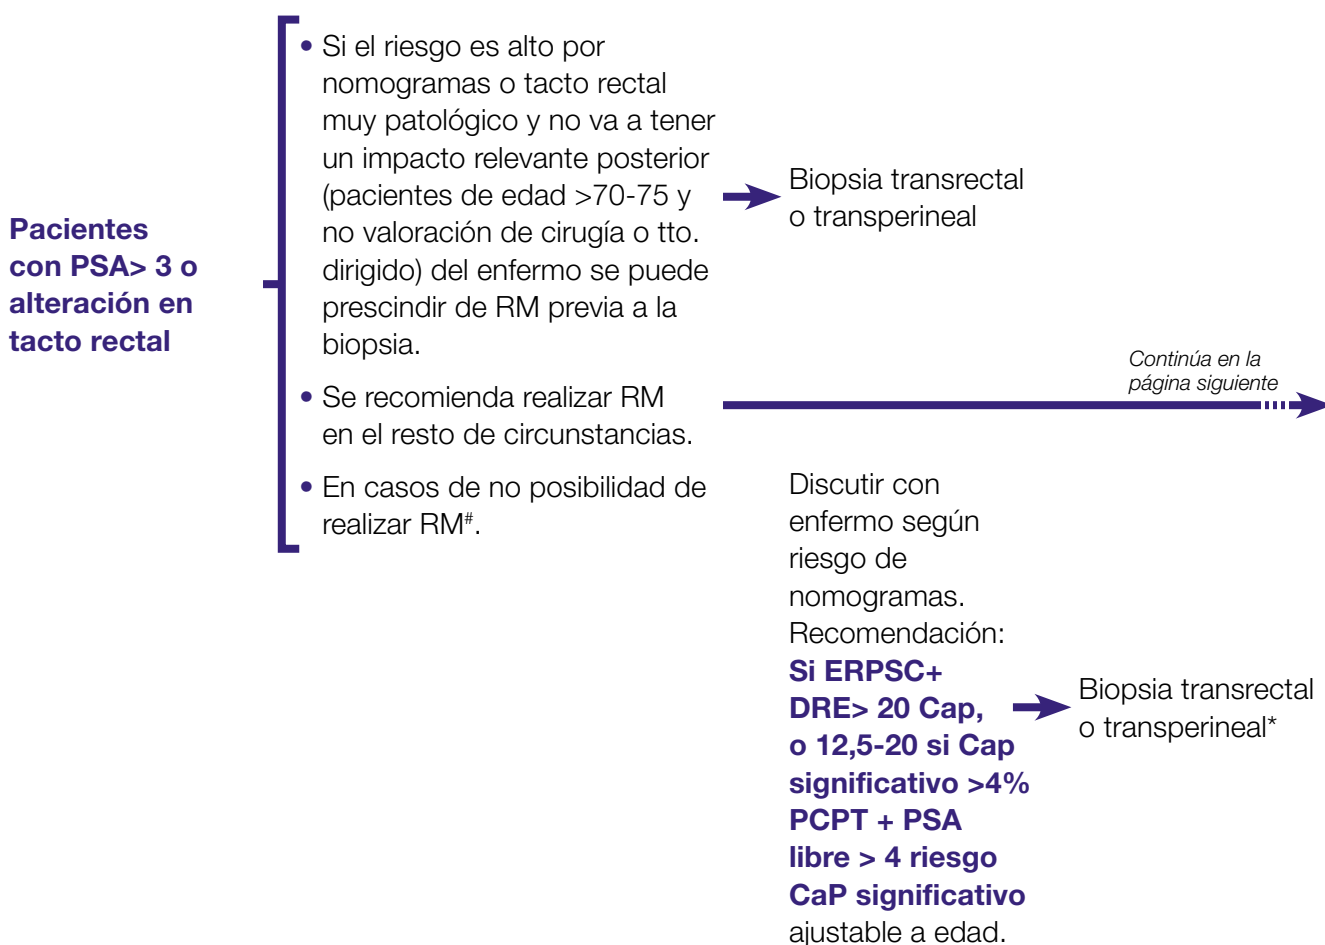 Pacientes
con PSA> 3 o
alteración en
tacto rectal
• Si el riesgo es alto por
nomogramas o tacto rectal
muy patológico y no va a tener
un impacto relevante posterior
(pacientes de edad >70-75 y
no valoración de cirugía o tto.
dirigido) del enfermo se puede
prescindir de RM previa a la
biopsia.
Biopsia transrectal
o transperineal
• Se recomienda realizar RM
en el resto de circunstancias.
Continúa en la
página siguiente
• En casos de no posibilidad de
realizar RM#.
Discutir con
enfermo según
riesgo de
nomogramas.
Recomendación:
Si ERPSC+
DRE> 20 Cap,
o 12,5-20 si Cap
significativo >4%
PCPT + PSA
libre > 4 riesgo
CaP significativo
ajustable a edad.
Biopsia transrectal
o transperineal*